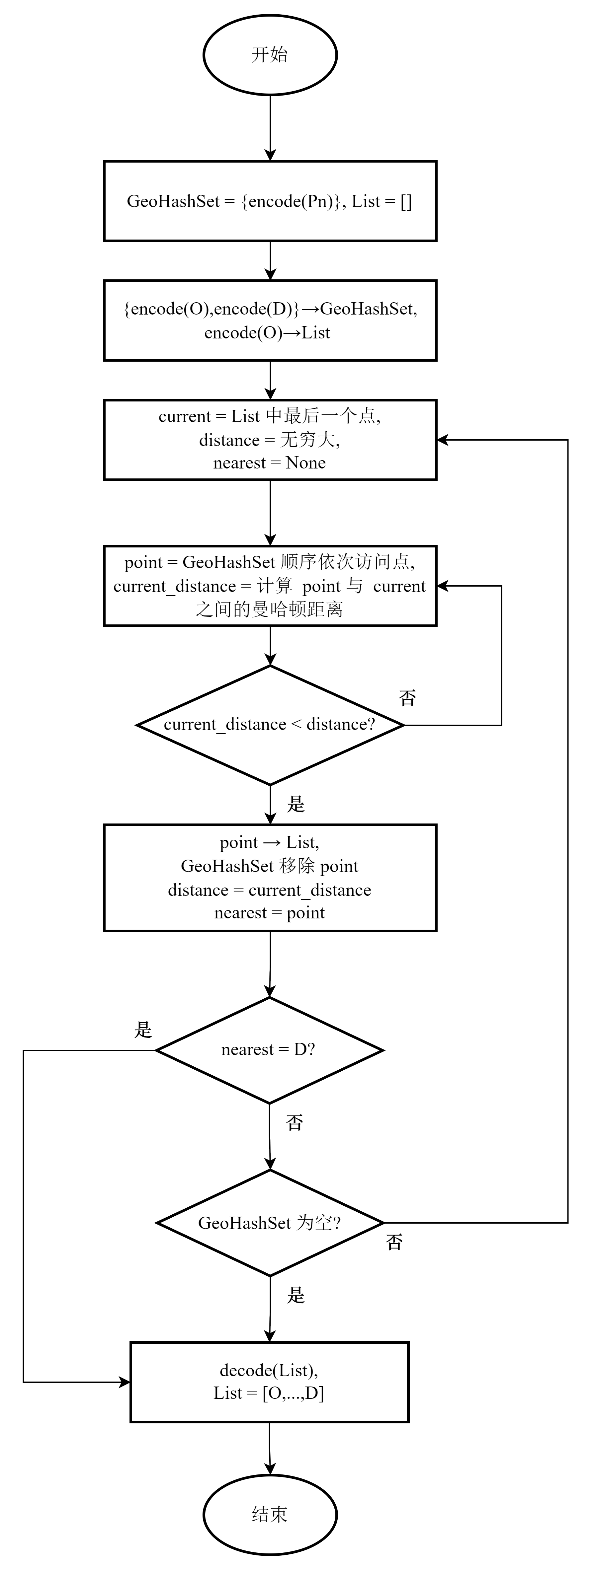 开始
GeoHashSet = {encode(Pn)}, List = []
{encode(O),encode(D)}→GeoHashSet,
encode(O)→List
current = List 中最后一个点,
distance = 无穷大,
nearest = None
point = GeoHashSet 顺序依次访问点,
current_distance = 计算 point 与 current
之间的曼哈顿距离
否
current_distance < distance?
是
point → List,
GeoHashSet 移除 point
distance = current_distance
nearest = point
是
nearest = D?
否
GeoHashSet 为空?
否
是
decode(List),
List = [O,...,D]
结束